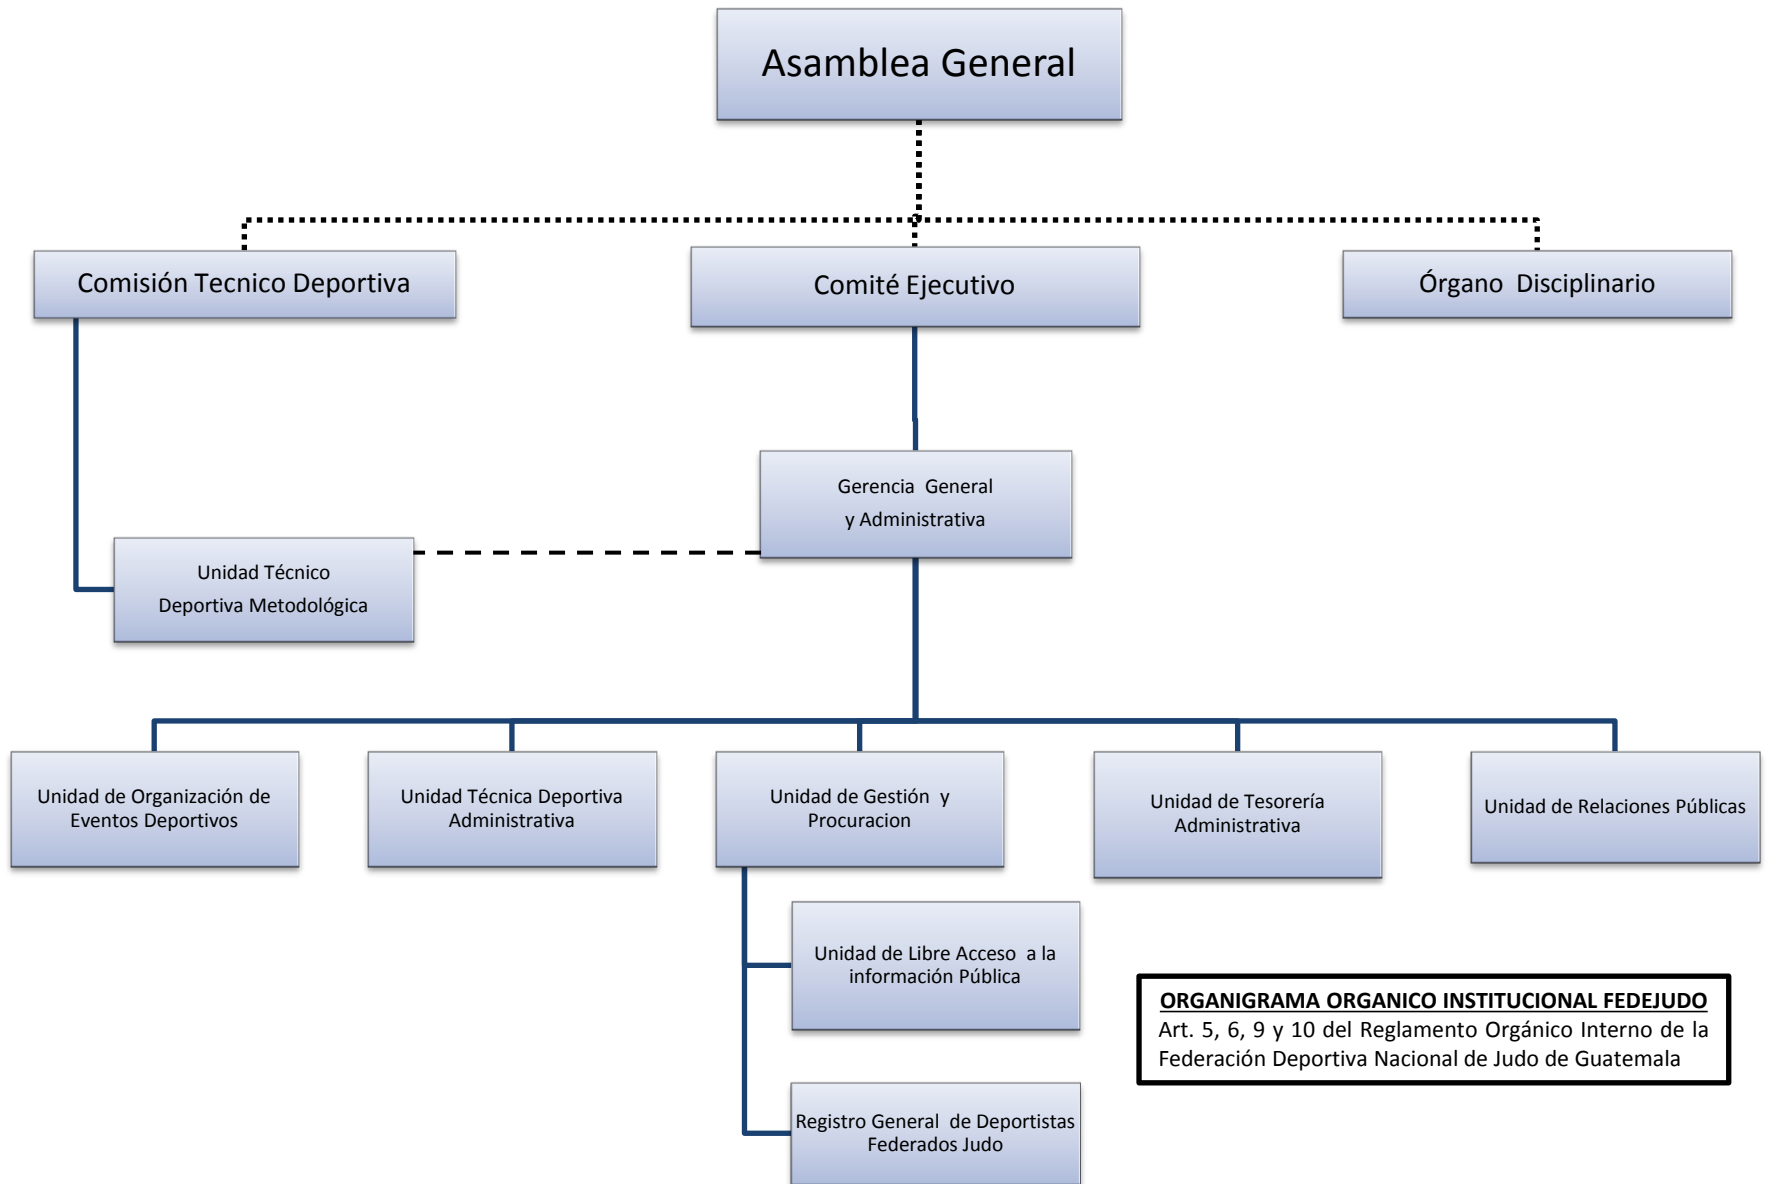 Asamblea General
Comisión Tecnico Deportiva
Comité Ejecutivo
Órgano Disciplinario
Gerencia General
y Administrativa
Unidad Técnico
Deportiva Metodológica
Unidad de Organización de
Eventos Deportivos
Unidad Técnica Deportiva
Administrativa
Unidad de Gestión y
Procuracion
Unidad de Tesorería
Administrativa
Unidad de Relaciones Públicas
Unidad de Libre Acceso a la
información Pública
Registro General de Deportistas
Federados Judo
ORGANIGRAMA ORGANICO INSTITUCIONAL FEDEJUDO
Art. 5, 6, 9 y 10 del Reglamento Orgánico Interno de la
Federación Deportiva Nacional de Judo de Guatemala